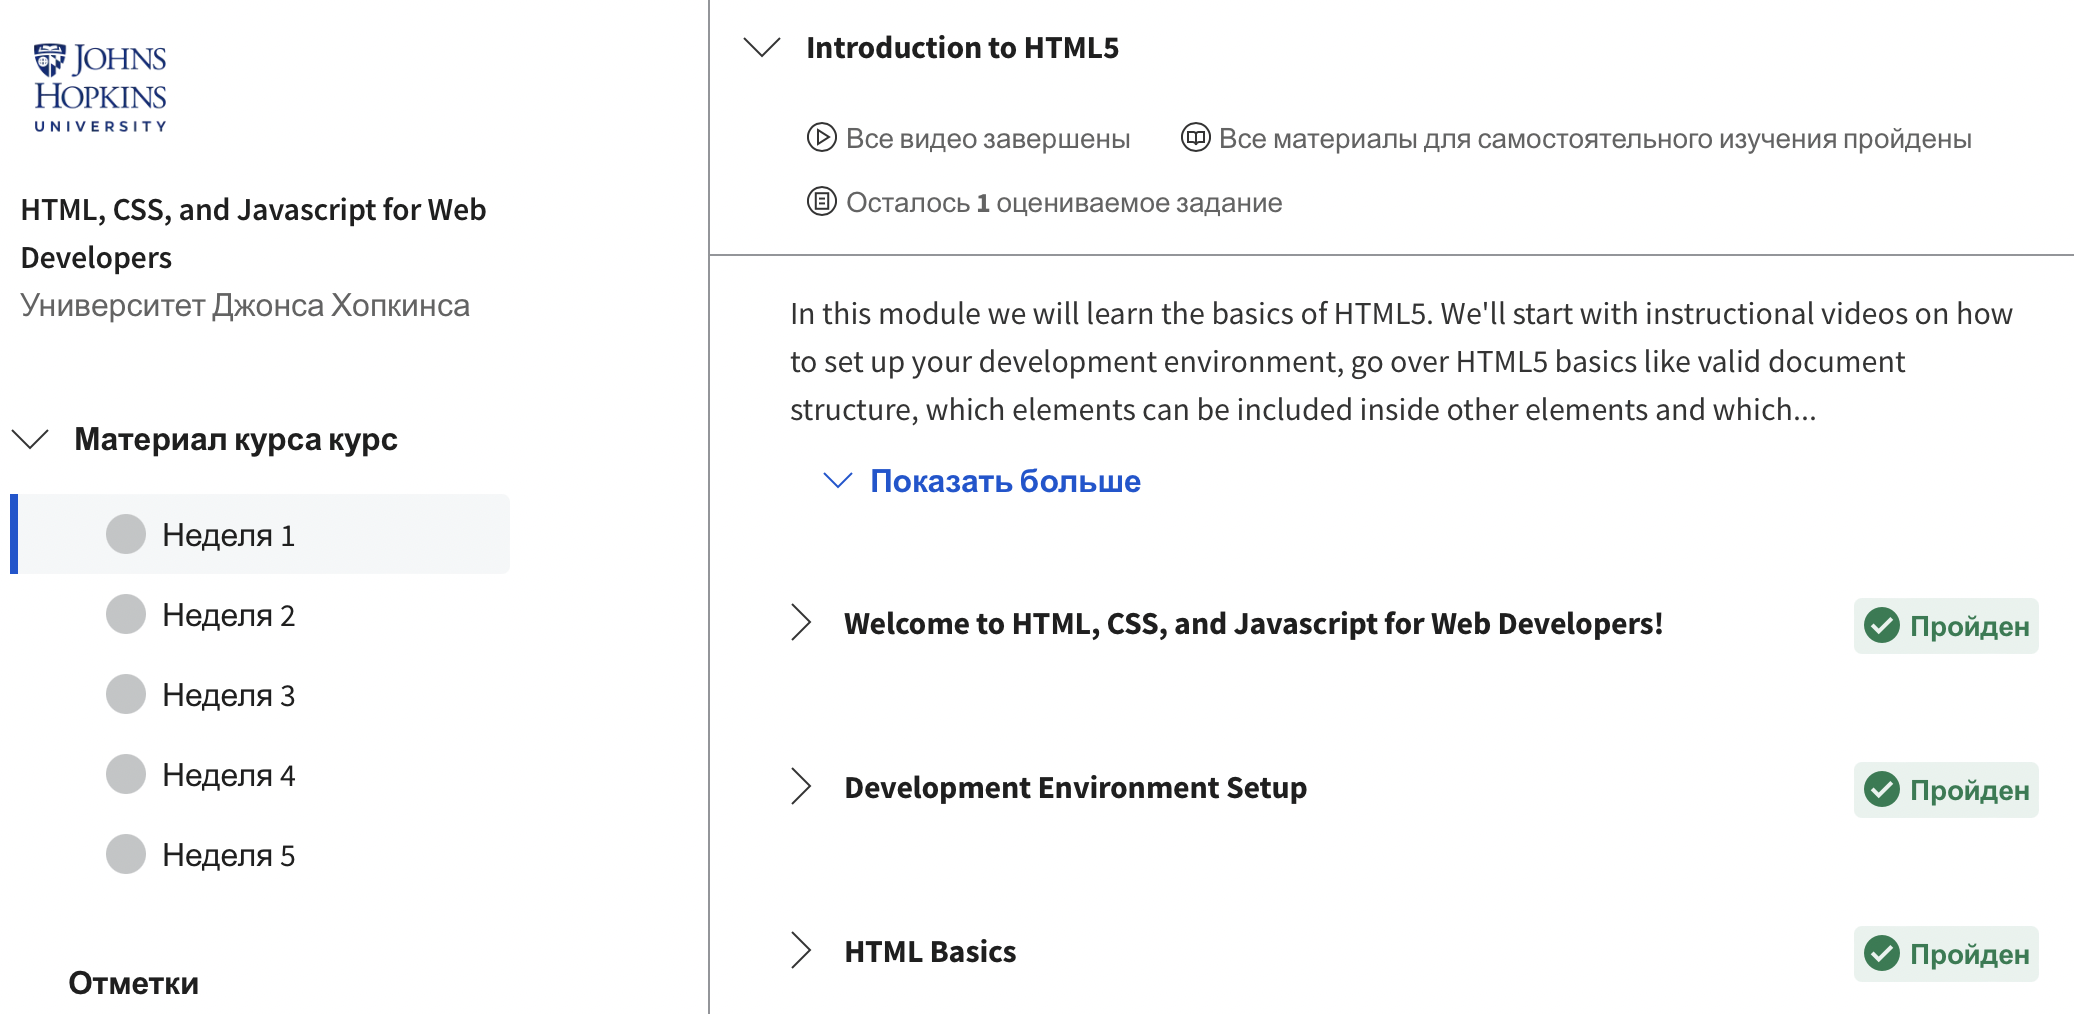 JOHNS
HOPKINS
UNIVERSITY
HTML, CSS, and Javascript for Web
Developers
Университет Джонса Хопкинса
Материал курса курс
Неделя 1
Неделя 2
Неделя 3
Неделя 4
Неделя 5
Отметки
Introduction to HTML5
Все видео завершены
Все материалы для самостоятельного изучения пройдены
Осталось 1 оцениваемое задание
In this module we will learn the basics of HTML5. We'll start with instructional videos on how
to set up your development environment, go over HTML5 basics like valid document
structure, which elements can be included inside other elements and which...
Показать больше
Welcome to HTML, CSS, and Javascript for Web Developers!
Пройден
Development Environment Setup
Пройден
HTML Basics
Пройден